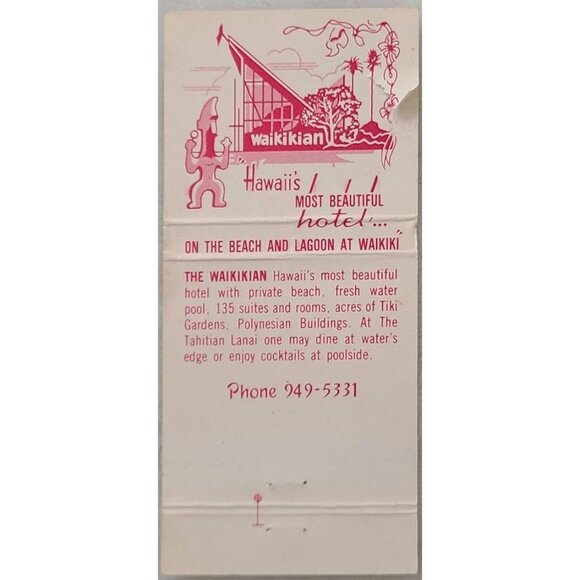 waikikian
"Hawaii's
MOST BEAUTIFUL
hotel...
ON THE BEACH AND LAGOON AT WAIKIKI"
THE WAIKIKIAN Hawaii's most beautiful
hotel with private beach, fresh water
pool, 135 suites and rooms, acres of Tiki
Gardens, Polynesian Buildings. At The
Tahitian Lanai one may dine at water's
edge or enjoy cocktails at poolside.
Phone 949-5331